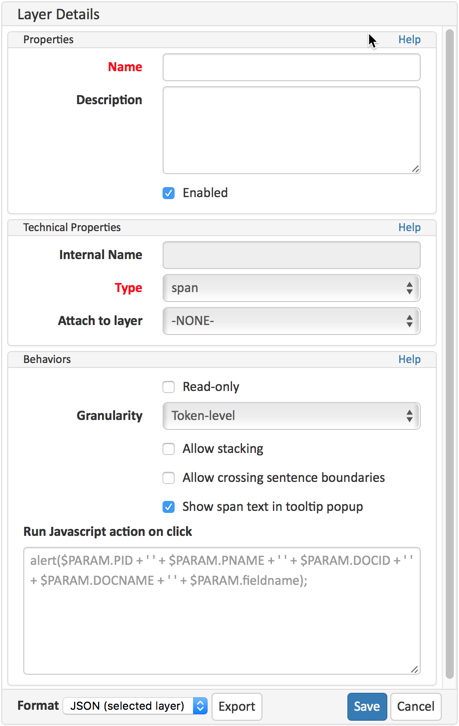 Layer Details
Properties Help
Name
Description
Enabled
Technical Properties Help
Internal Name
Type span
Attach to layer -NONE-
Behaviors Help
Read-only
Granularity Token-level
Allow stacking
Allow crossing sentence boundaries
Show span text in tooltip popup
Run Javascript action on click
alert($PARAM.PID + ' ' + $PARAM.PNAME + ' ' + $PARAM.DOCID + ' '
+ $PARAM.DOCNAME + ' ' + $PARAM.fieldname);
Format JSON (selected layer) Export Save Cancel